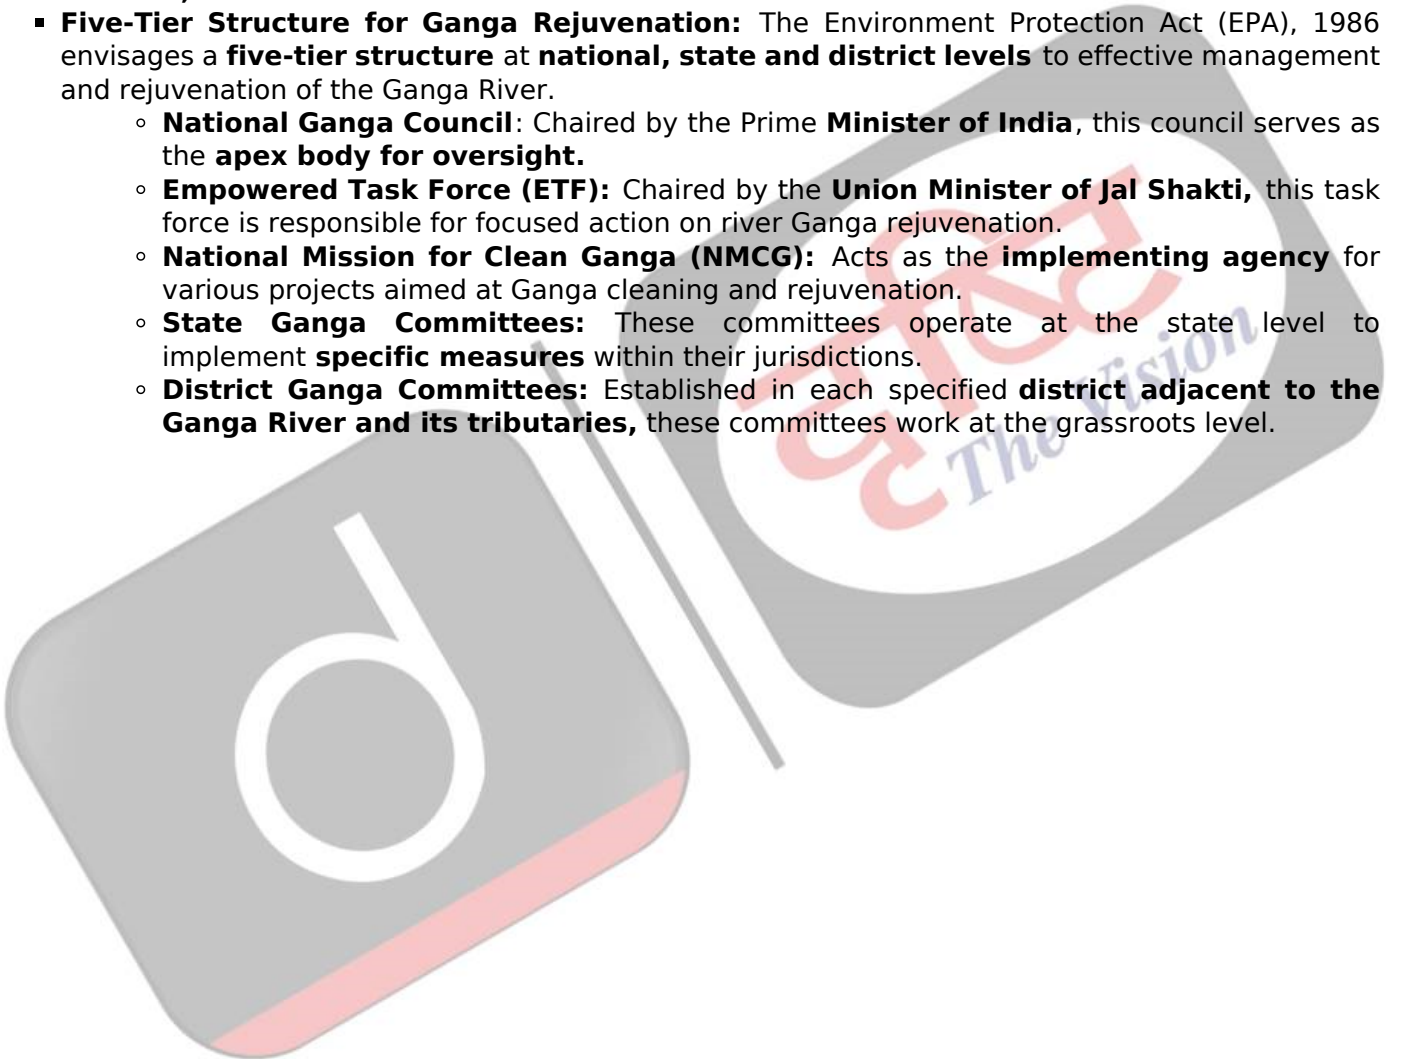 ▪ Five-Tier Structure for Ganga Rejuvenation: The Environment Protection Act (EPA), 1986
envisages a five-tier structure at national, state and district levels to effective management
and rejuvenation of the Ganga River.
◦ National Ganga Council: Chaired by the Prime Minister of India, this council serves as
the apex body for oversight.
◦ Empowered Task Force (ETF): Chaired by the Union Minister of Jal Shakti, this task
force is responsible for focused action on river Ganga rejuvenation.
◦ National Mission for Clean Ganga (NMCG): Acts as the implementing agency for
various projects aimed at Ganga cleaning and rejuvenation.
◦ State Ganga Committees: These committees operate at the state level to
implement specific measures within their jurisdictions.
◦ District Ganga Committees: Established in each specified district adjacent to the
Ganga River and its tributaries, these committees work at the grassroots level.
दृष्टि
The Vision
d